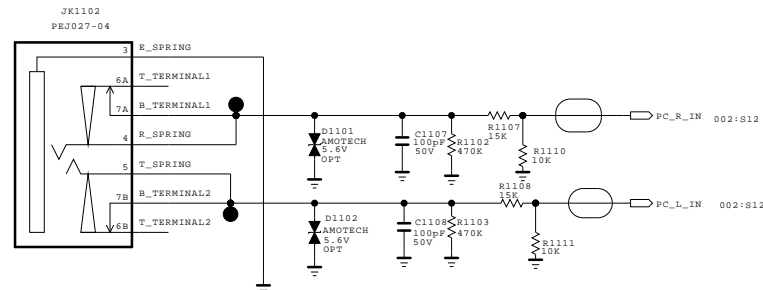 JK1102
PEJ027-04
3 E_SPRING
6A T_TERMINAL1
7A B_TERMINAL1
4 R_SPRING
5 T_SPRING
7B B_TERMINAL2
6B T_TERMINAL2
D1101
AMOTECH
5.6V
OPT
C1107
100pF
50V
R1102
470K
R1107
15K
R1110
10K
PC_R_IN 002:S12
D1102
AMOTECH
5.6V
OPT
C1108
100pF
50V
R1103
470K
R1108
15K
R1111
10K
PC_L_IN 002:S12